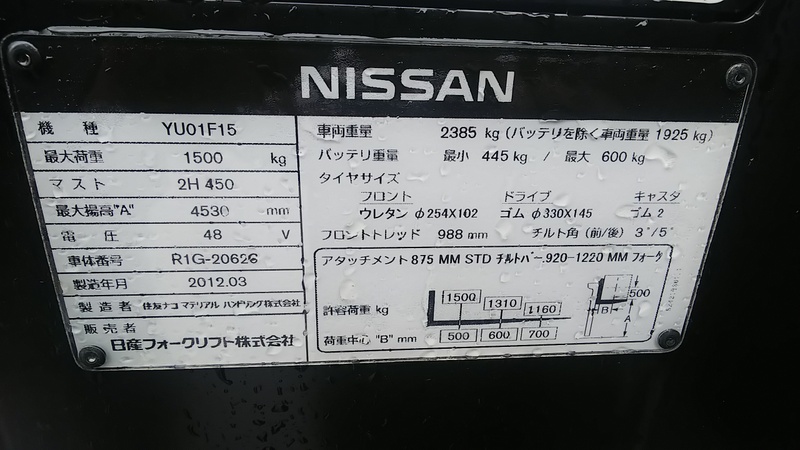 NISSAN
機種 YU01F15
最大荷重 1500 kg
マスト 2H 450
最大揚高"A" 4530 mm
電圧 48 V
車体番号 R1G-20626
製造年月 2012.03
製造者 住友ナコ マテリアル ハンドリング株式会社
販売者
日産フォークリフト株式会社
車両重量 2385 kg (バッテリを除く車両重量 1925 kg)
バッテリ重量 最小 445 kg / 最大 600 kg
タイヤサイズ
フロント ドライブ キャスタ
ウレタン φ254X102 ゴム φ330X145 ゴム 2
フロントトレッド 988 mm チルト角 (前/後) 3°/5°
アタッチメント 875 MM STD チルトバー.920-1220 MM フォーク
許容荷重 kg 1500 1310 1160
荷重中心 "B" mm 500 600 700
500
B
A